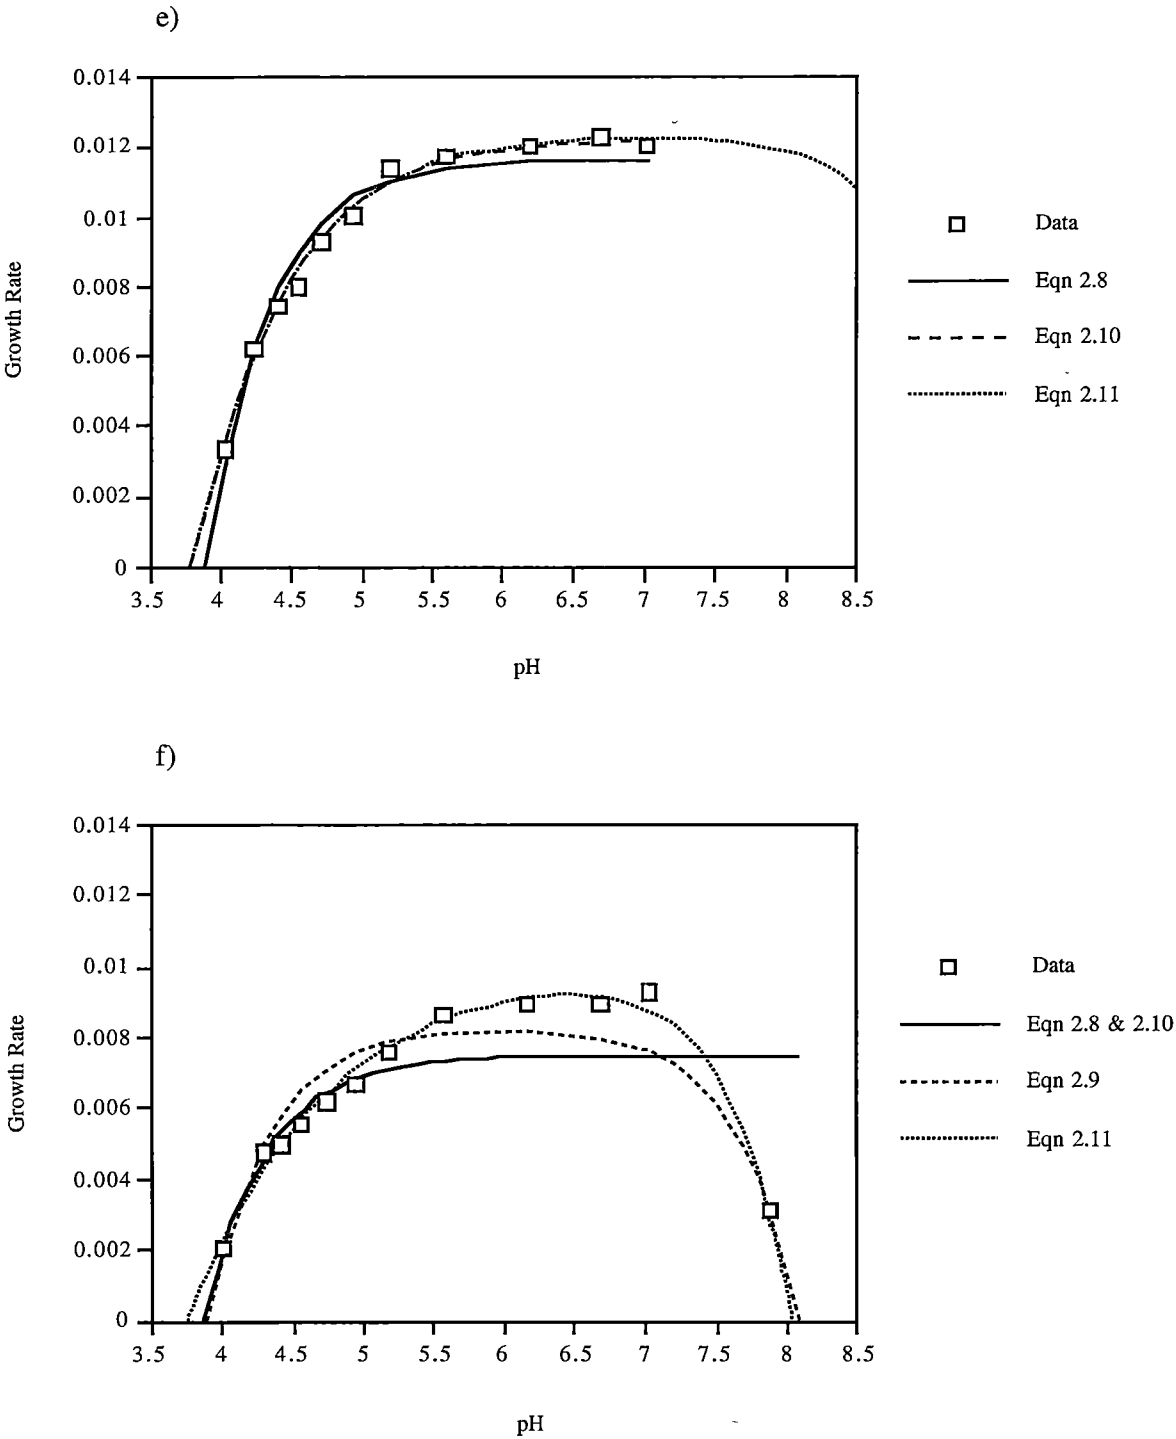 e)
0.014
0.012
0.01
0.008
0.006
0.004
0.002
0
Growth Rate
3.5 4 4.5 5 5.5 6 6.5 7 7.5 8 8.5
pH
Data
Eqn 2.8
Eqn 2.10
Eqn 2.11
f)
0.014
0.012
0.01
0.008
0.006
0.004
0.002
0
Growth Rate
3.5 4 4.5 5 5.5 6 6.5 7 7.5 8 8.5
pH
Data
Eqn 2.8 & 2.10
Eqn 2.9
Eqn 2.11